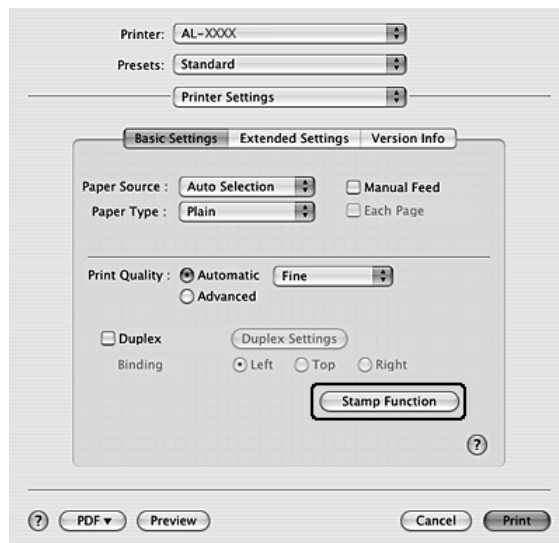 Printer: AL-XXXX
Presets: Standard
Printer Settings
Basic Settings Extended Settings Version Info
Paper Source : Auto Selection Manual Feed
Paper Type : Plain Each Page
Print Quality : Automatic Fine
Advanced
Duplex Duplex Settings
Binding Left Top Right
Stamp Function
?
? PDF ▼ Preview Cancel Print